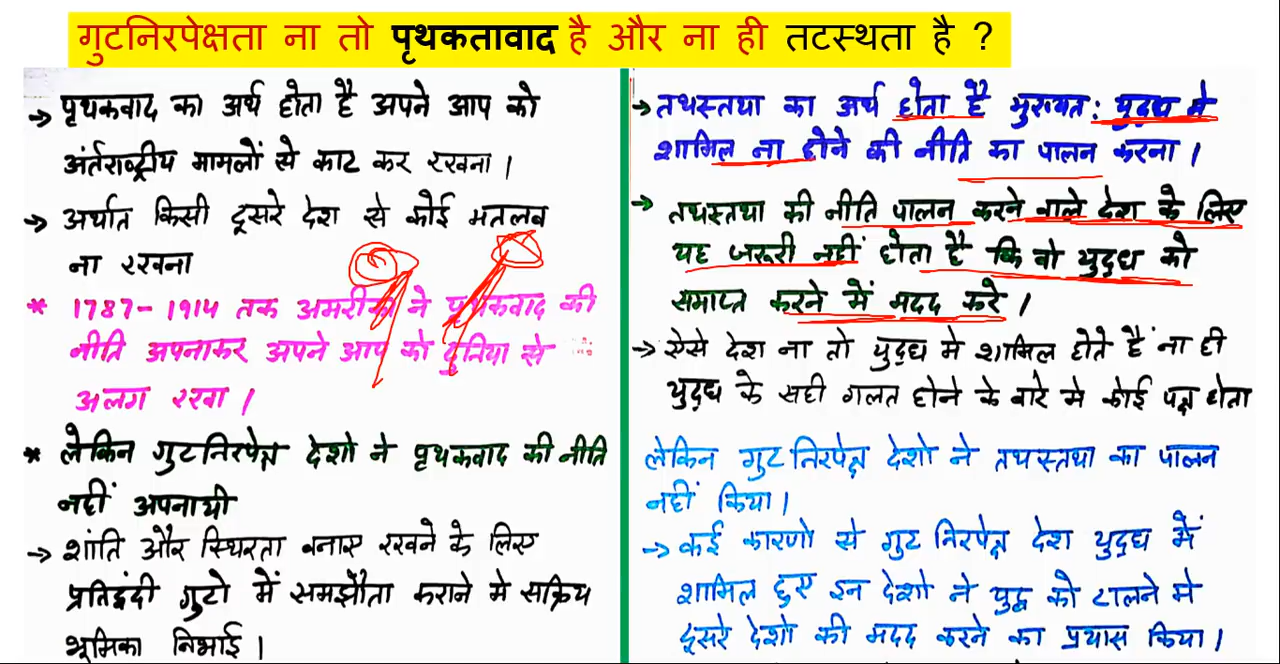 गुटनिरपेक्षता ना तो पृथकतावाद है और ना ही तटस्थता है ?
→ पृथकवाद का अर्थ होता है अपने आप को
अंर्तराष्ट्रीय मामलों से काट कर रखना।
→ अर्थात किसी दूसरे देश से कोई मतलब
ना रखना
* 1787-1914 तक अमरीका ने पृथकवाद की
नीति अपनाकर अपने आप को दुनिया से
अलग रखा।
* लेकिन गुटनिरपेक्ष देशो ने पृथकवाद की नीति
नहीं अपनायी
→ शांति और स्थिरता बनाए रखने के लिए
प्रतिद्वंदी गुटो में समझौता कराने मे सक्रिय
भूमिका निभाई।
→ तथस्तथा का अर्थ होता है मुख्यत: युद्ध मे
शामिल ना होने की नीति का पालन करना।
→ तथस्तथा की नीति पालन करने वाले देश के लिए
यह जरूरी नहीं होता है कि वो युद्ध को
समाप्त करने में मदद करे।
→ ऐसे देश ना तो युद्ध मे शामिल होते हैं ना ही
युद्ध के सही गलत होने के बारे मे कोई पक्ष होता
लेकिन गुट निरपेक्ष देशो ने तथस्तथा का पालन
नहीं किया।
→ कई कारणो से गुट निरपेक्ष देश युद्ध में
शामिल हुए इन देशो ने युद्ध को टालने मे
दूसरे देशो की मदद करने का प्रयास किया।